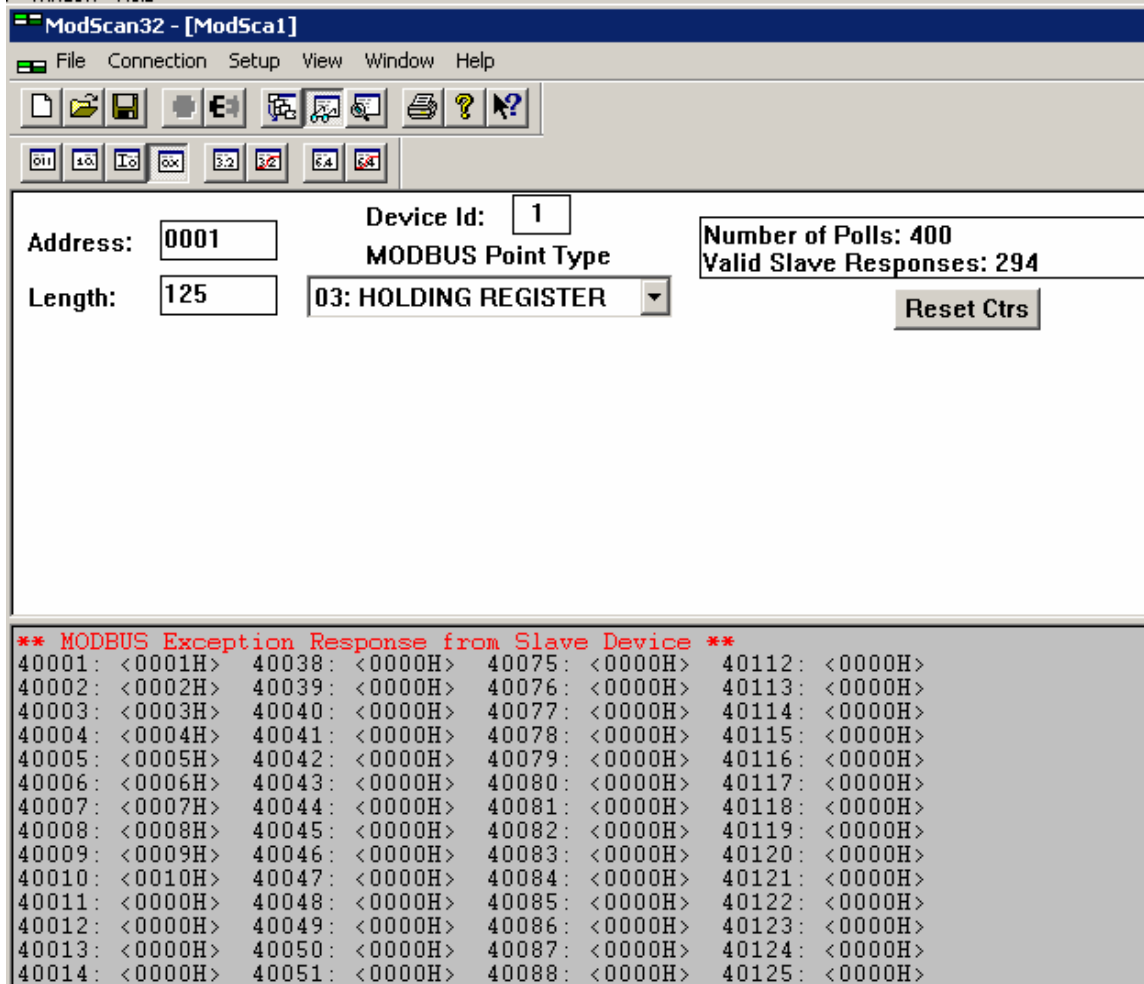 ModScan32 - [ModSca1]
File Connection Setup View Window Help
Address: 0001
Device Id: 1
MODBUS Point Type
Length: 125
03: HOLDING REGISTER
Number of Polls: 400
Valid Slave Responses: 294
Reset Ctrs
** MODBUS Exception Response from Slave Device **
40001: <0001H> 40038: <0000H> 40075: <0000H> 40112: <0000H>
40002: <0002H> 40039: <0000H> 40076: <0000H> 40113: <0000H>
40003: <0003H> 40040: <0000H> 40077: <0000H> 40114: <0000H>
40004: <0004H> 40041: <0000H> 40078: <0000H> 40115: <0000H>
40005: <0005H> 40042: <0000H> 40079: <0000H> 40116: <0000H>
40006: <0006H> 40043: <0000H> 40080: <0000H> 40117: <0000H>
40007: <0007H> 40044: <0000H> 40081: <0000H> 40118: <0000H>
40008: <0008H> 40045: <0000H> 40082: <0000H> 40119: <0000H>
40009: <0009H> 40046: <0000H> 40083: <0000H> 40120: <0000H>
40010: <0010H> 40047: <0000H> 40084: <0000H> 40121: <0000H>
40011: <0000H> 40048: <0000H> 40085: <0000H> 40122: <0000H>
40012: <0000H> 40049: <0000H> 40086: <0000H> 40123: <0000H>
40013: <0000H> 40050: <0000H> 40087: <0000H> 40124: <0000H>
40014: <0000H> 40051: <0000H> 40088: <0000H> 40125: <0000H>